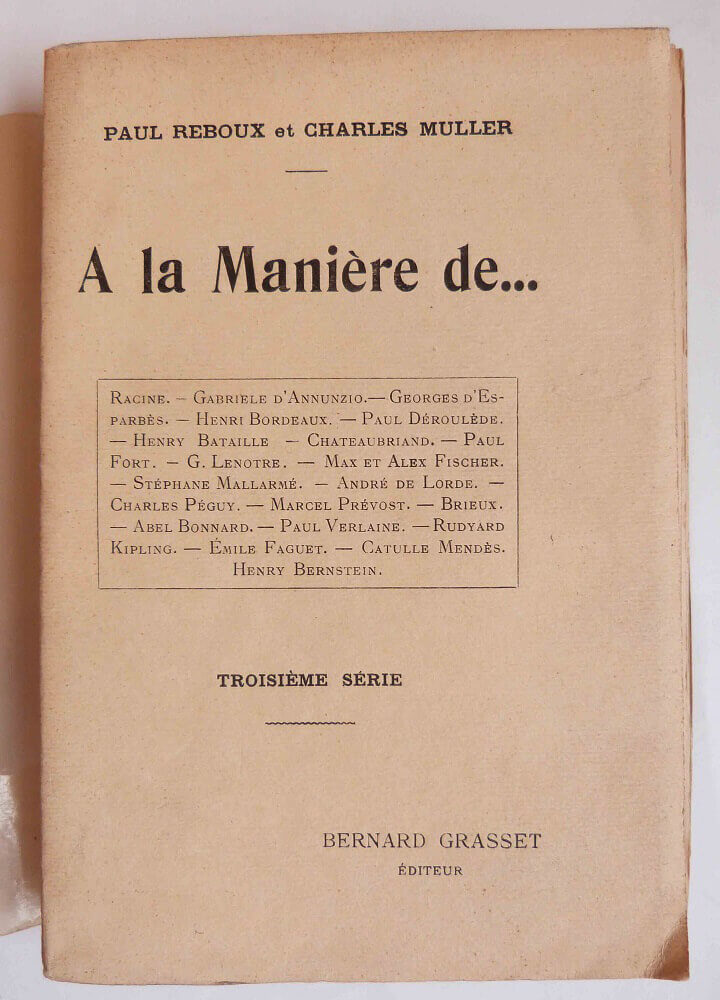 PAUL REBOUX et CHARLES MULLER
A la Manière de...
RACINE. — GABRIELE D'ANNUNZIO. — GEORGES D'ES-
PARBÈS. — HENRI BORDEAUX. — PAUL DÉROULÈDE.
— HENRY BATAILLE — CHATEAUBRIAND. — PAUL
FORT. — G. LENOTRE. — MAX ET ALEX FISCHER.
— STÉPHANE MALLARMÉ. — ANDRÉ DE LORDE. —
CHARLES PÉGUY. — MARCEL PRÉVOST. — BRIEUX.
— ABEL BONNARD. — PAUL VERLAINE. — RUDYARD
KIPLING. — ÉMILE FAGUET. — CATULLE MENDÈS.
HENRY BERNSTEIN.
TROISIÈME SÉRIE
BERNARD GRASSET
ÉDITEUR